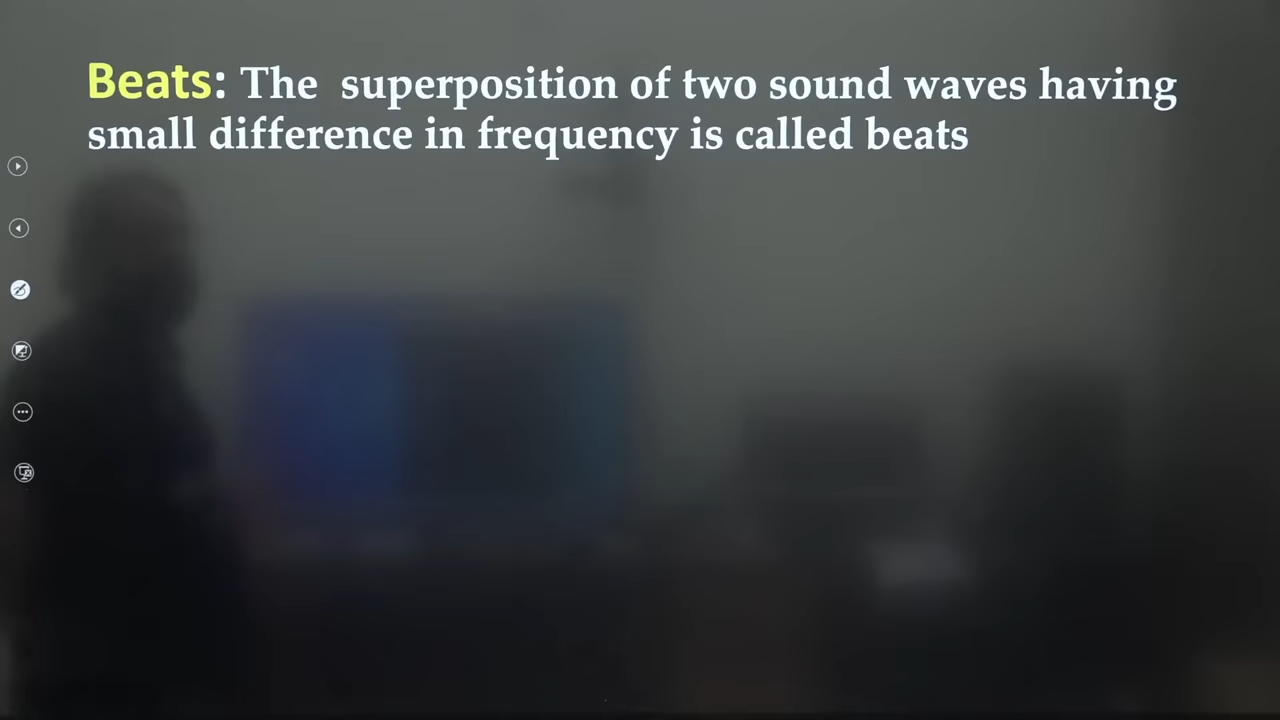 Beats: The superposition of two sound waves having
small difference in frequency is called beats